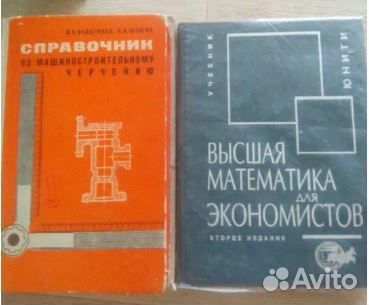 СПРАВОЧНИК
ПО МАШИНОСТРОИТЕЛЬНОМУ
ЧЕРЧЕНИЮ
УЧЕБНИК
ЮНИТИ
ВЫСШАЯ
МАТЕМАТИКА
для
ЭКОНОМИСТОВ
ВТОРОЕ ИЗДАНИЕ
Avito